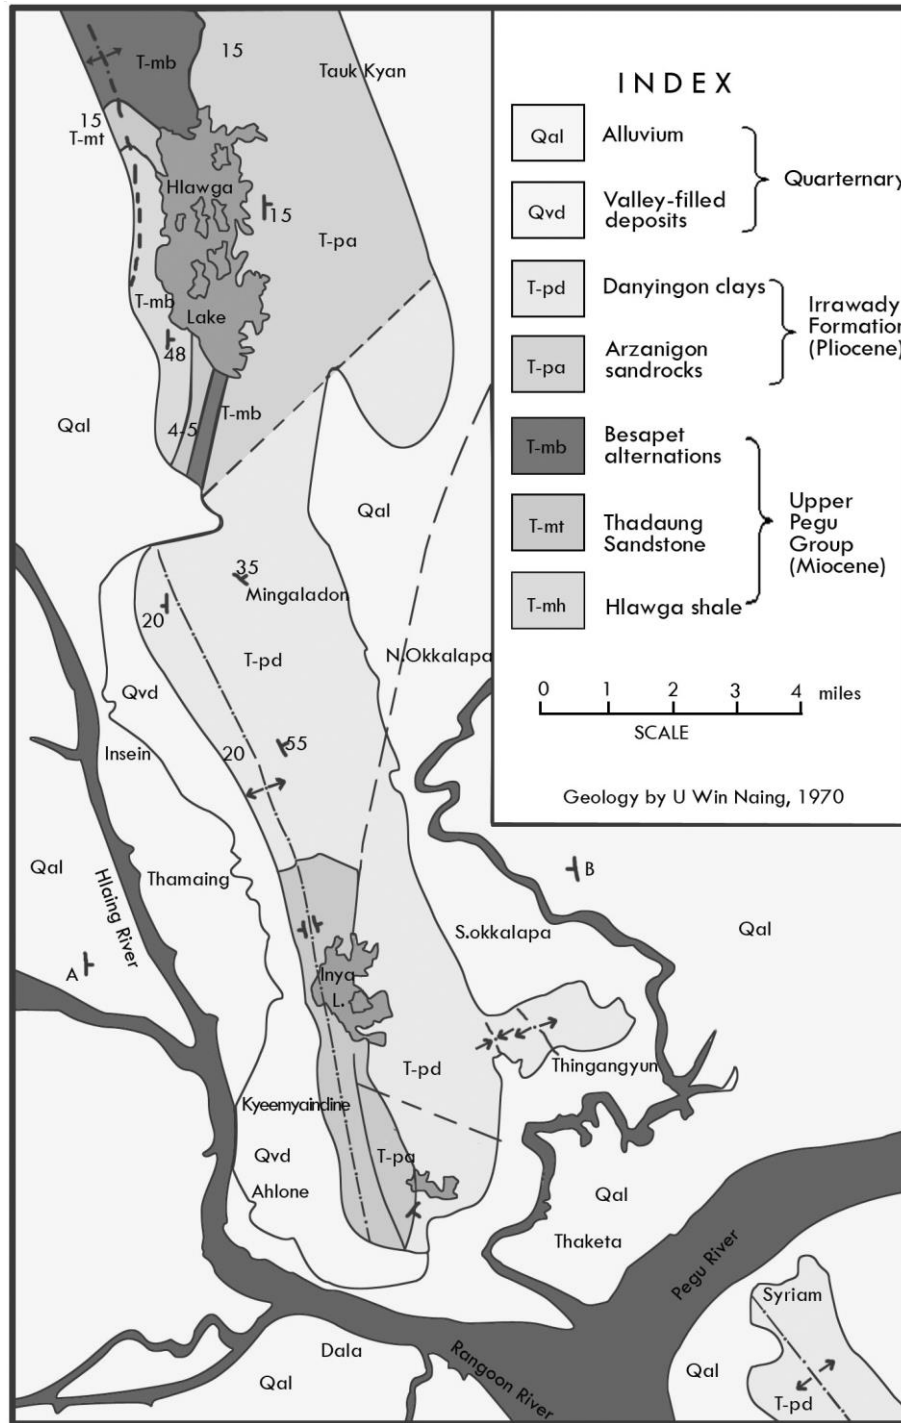 INDEX
Qal Alluvium
Qvd Valley-filled
deposits
Quarternary
T-pd Danyingon clays
T-pa Arzanigon
sandrocks
Irrawady
Formation
(Pliocene)
T-mb Besapet
alternations
T-mt Thadaung
Sandstone
T-mh Hlawga shale
Upper
Pegu
Group
(Miocene)
0 1 2 3 4 miles
SCALE
Geology by U Win Naing, 1970
T-mb
15
Tauk Kyan
15
T-mt
Hlawga
15
T-pa
T-mb
Lake
48
T-mb
Qal
4-5
Qal
35
Mingaladon
20
T-pd
N.Okkalapa
Qvd
Insein
20
55
Qal
Thamaing
B
Hlaing River
S.okkalapa
Qal
A
Inya
L.
T-pd
Thingangyun
Kyeemyaindine
Qvd
T-pa
Ahlone
Qal
Thaketa
Pegu River
Syriam
Dala
Qal
Rangoon River
Qal
T-pd